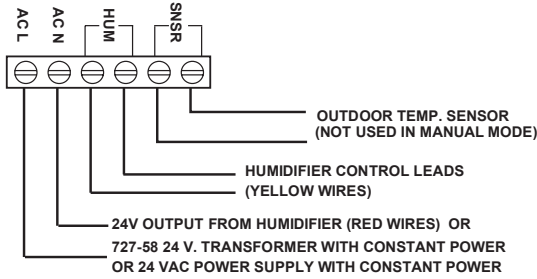 AC L
AC N
HUM
SNSR
OUTDOOR TEMP. SENSOR
(NOT USED IN MANUAL MODE)
HUMIDIFIER CONTROL LEADS
(YELLOW WIRES)
24V OUTPUT FROM HUMIDIFIER (RED WIRES) OR
727-58 24 V. TRANSFORMER WITH CONSTANT POWER
OR 24 VAC POWER SUPPLY WITH CONSTANT POWER